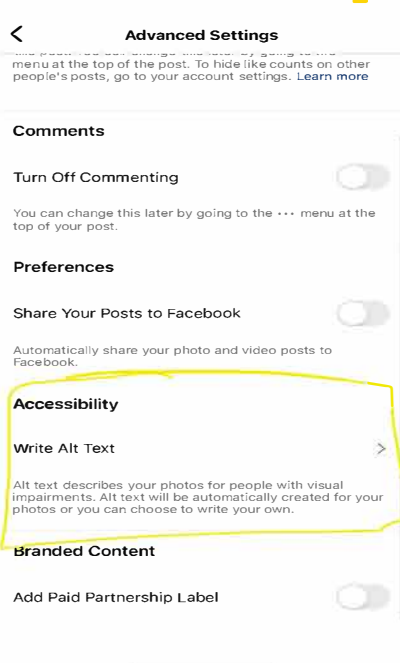 Advanced Settings
menu at the top of the post. To hide like counts on other
people's posts, go to your account settings. Learn more
Comments
Turn Off Commenting
You can change this later by going to the ··· menu at the
top of your post.
Preferences
Share Your Posts to Facebook
Automatically share your photo and video posts to
Facebook.
Accessibility
Write Alt Text
Alt text describes your photos for people with visual
impairments. Alt text will be automatically created for your
photos or you can choose to write your own.
Branded Content
Add Paid Partnership Label